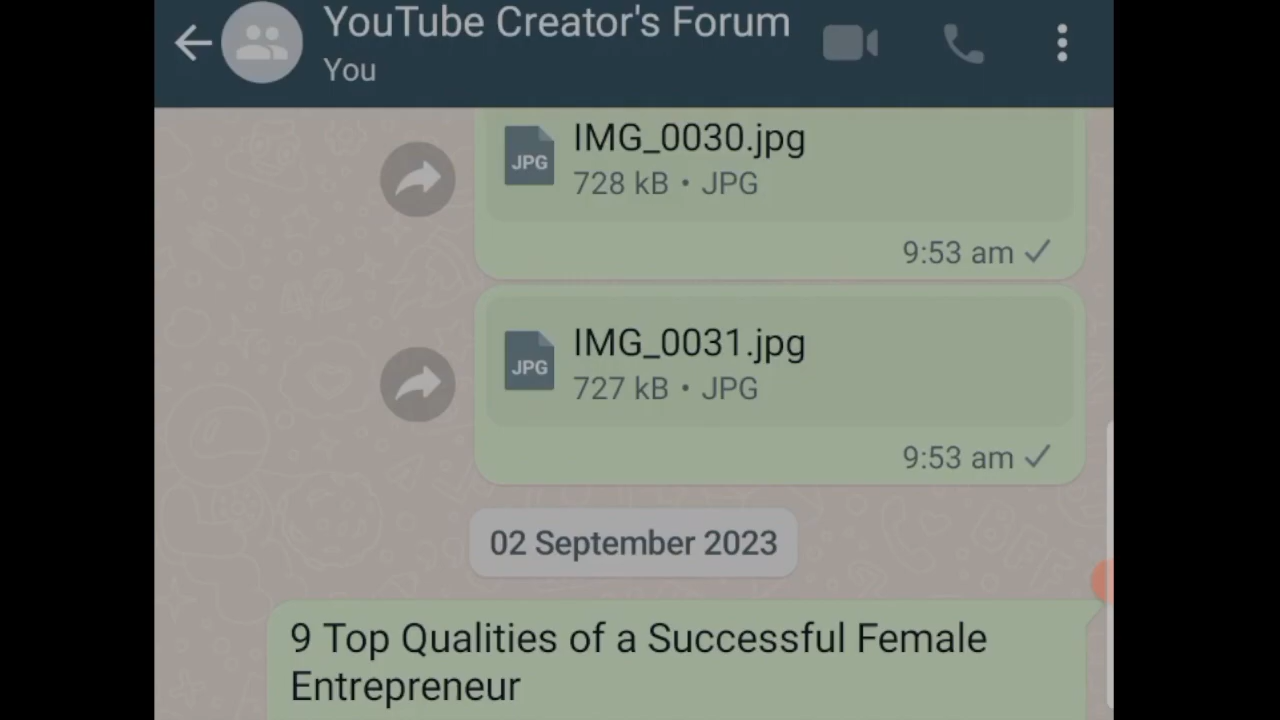 YouTube Creator's Forum
You
IMG_0030.jpg
JPG
728 kB • JPG
9:53 am
IMG_0031.jpg
JPG
727 kB • JPG
9:53 am
02 September 2023
9 Top Qualities of a Successful Female
Entrepreneur